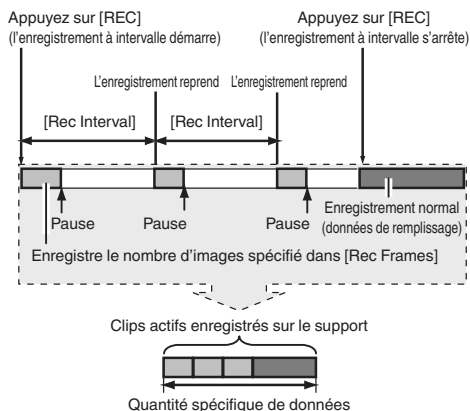 Appuyez sur [REC]
(l'enregistrement à intervalle démarre)
Appuyez sur [REC]
(l'enregistrement à intervalle s'arrête)
L'enregistrement reprend
L'enregistrement reprend
[Rec Interval]
[Rec Interval]
Pause
Pause
Pause
Enregistrement normal
(données de remplissage)
Enregistre le nombre d'images spécifié dans [Rec Frames]
Clips actifs enregistrés sur le support
Quantité spécifique de données